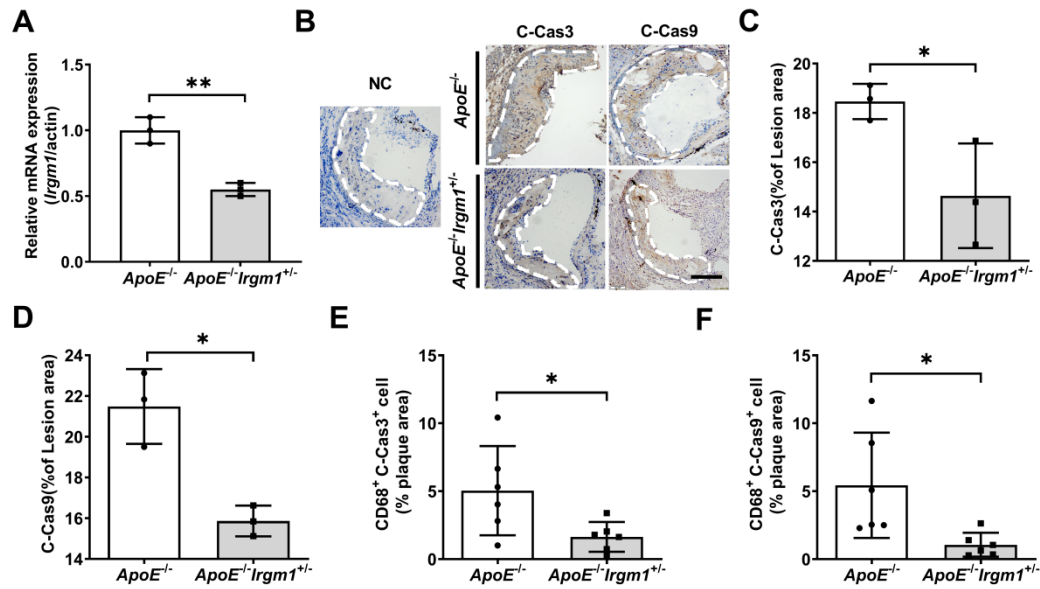 A
Relative mRNA expression
(Irgm1/actin)
1.5
1.0
0.5
0.0
**
ApoE-/-
ApoE-/-Irgm1+/-
B
NC
C-Cas3
C-Cas9
ApoE-/-
ApoE-/-Irgm1+/-
C
C-Cas3(%of Lesion area)
20
18
16
14
12
*
ApoE-/-
ApoE-/-Irgm1+/-
D
C-Cas9(%of Lesion area)
24
22
20
18
16
14
*
ApoE-/-
ApoE-/-Irgm1+/-
E
CD68+ C-Cas3+ cell
(% plaque area)
15
10
5
0
*
ApoE-/-
ApoE-/-Irgm1+/-
F
CD68+ C-Cas9+ cell
(% plaque area)
15
10
5
0
*
ApoE-/-
ApoE-/-Irgm1+/-